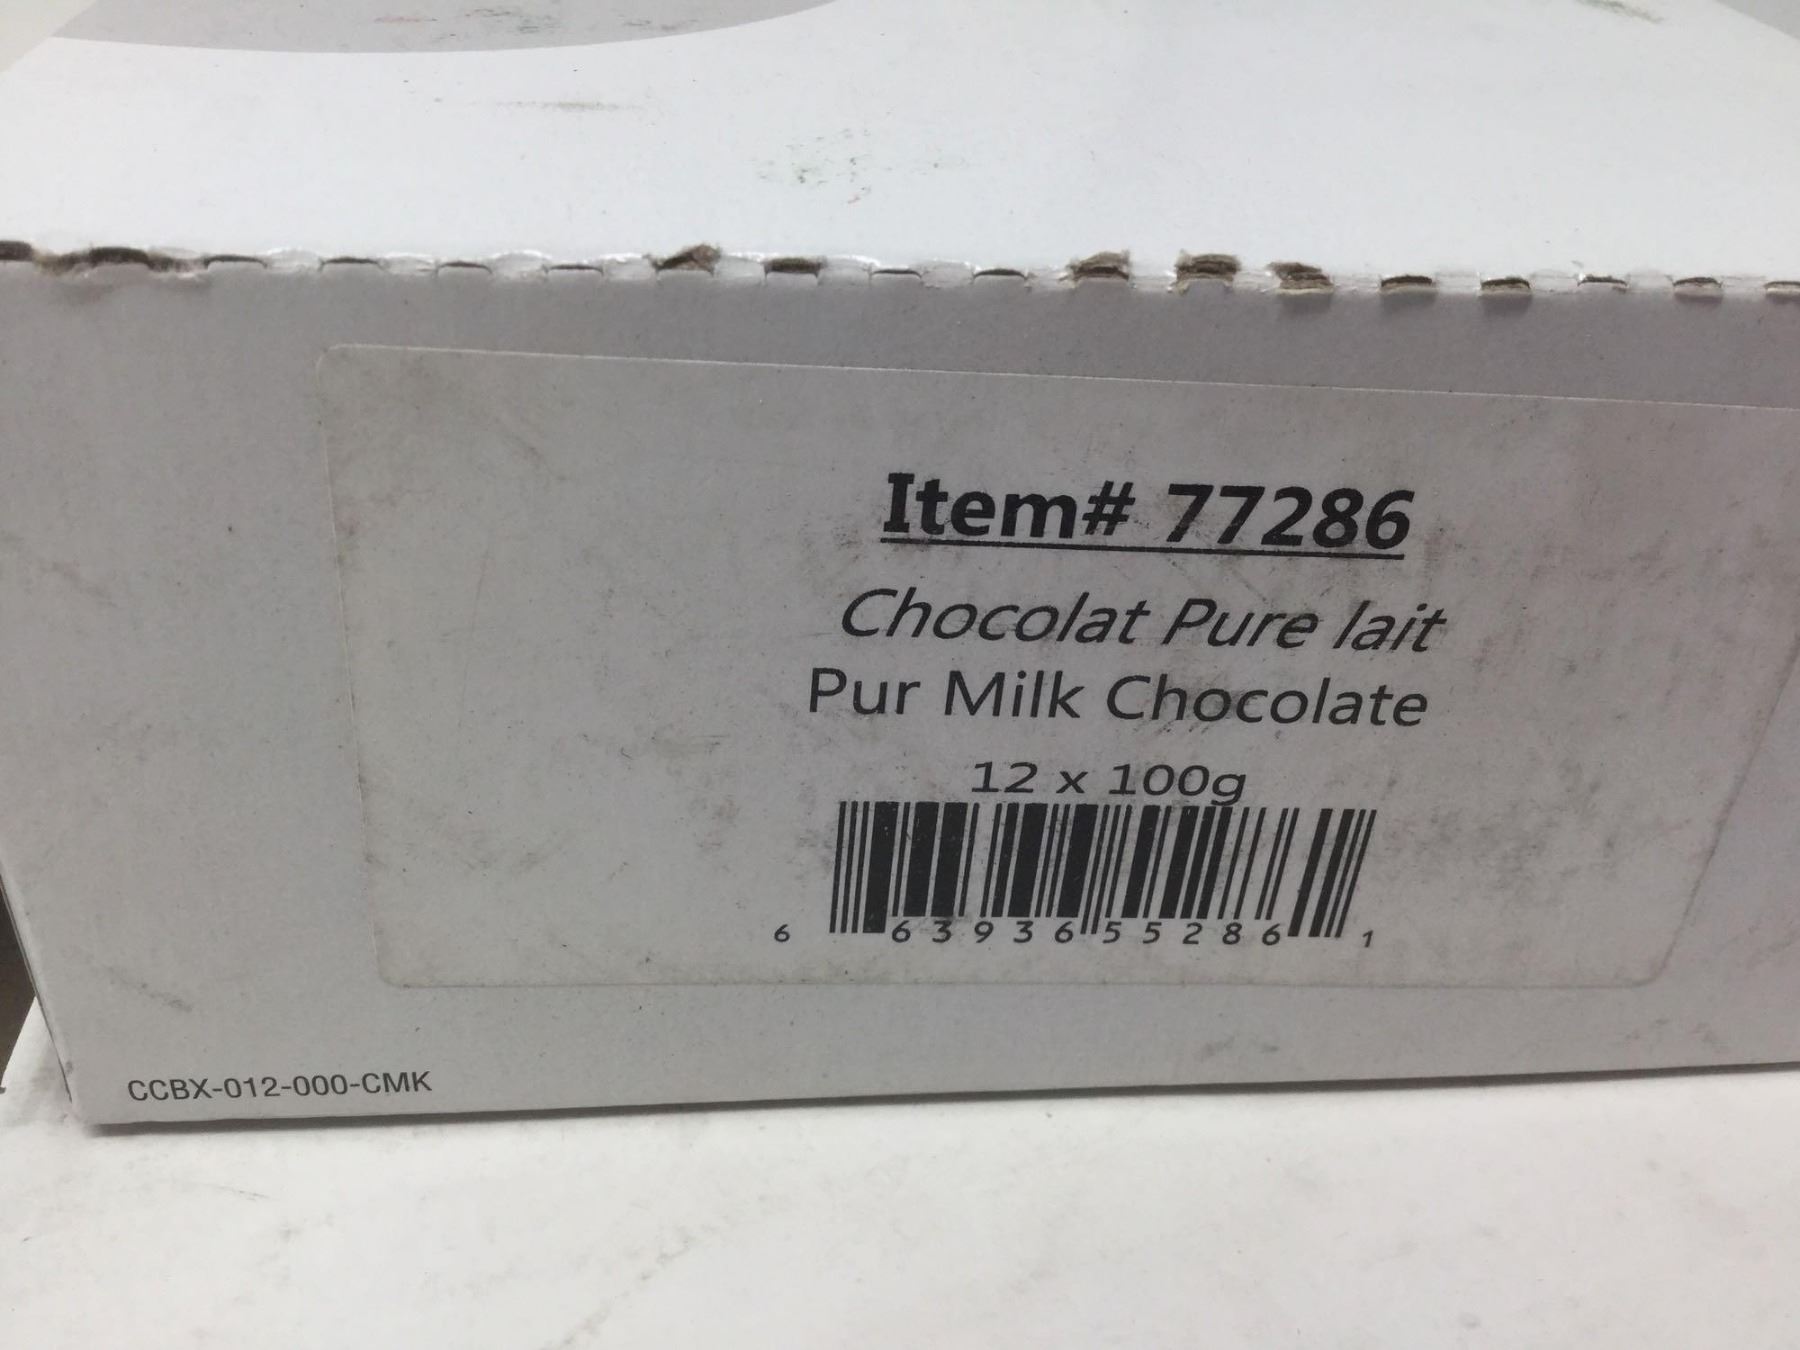 Item# 77286
Chocolat Pure lait
Pur Milk Chocolate
12 x 100g
6 63936 55286 1
CCBX-012-000-CMK